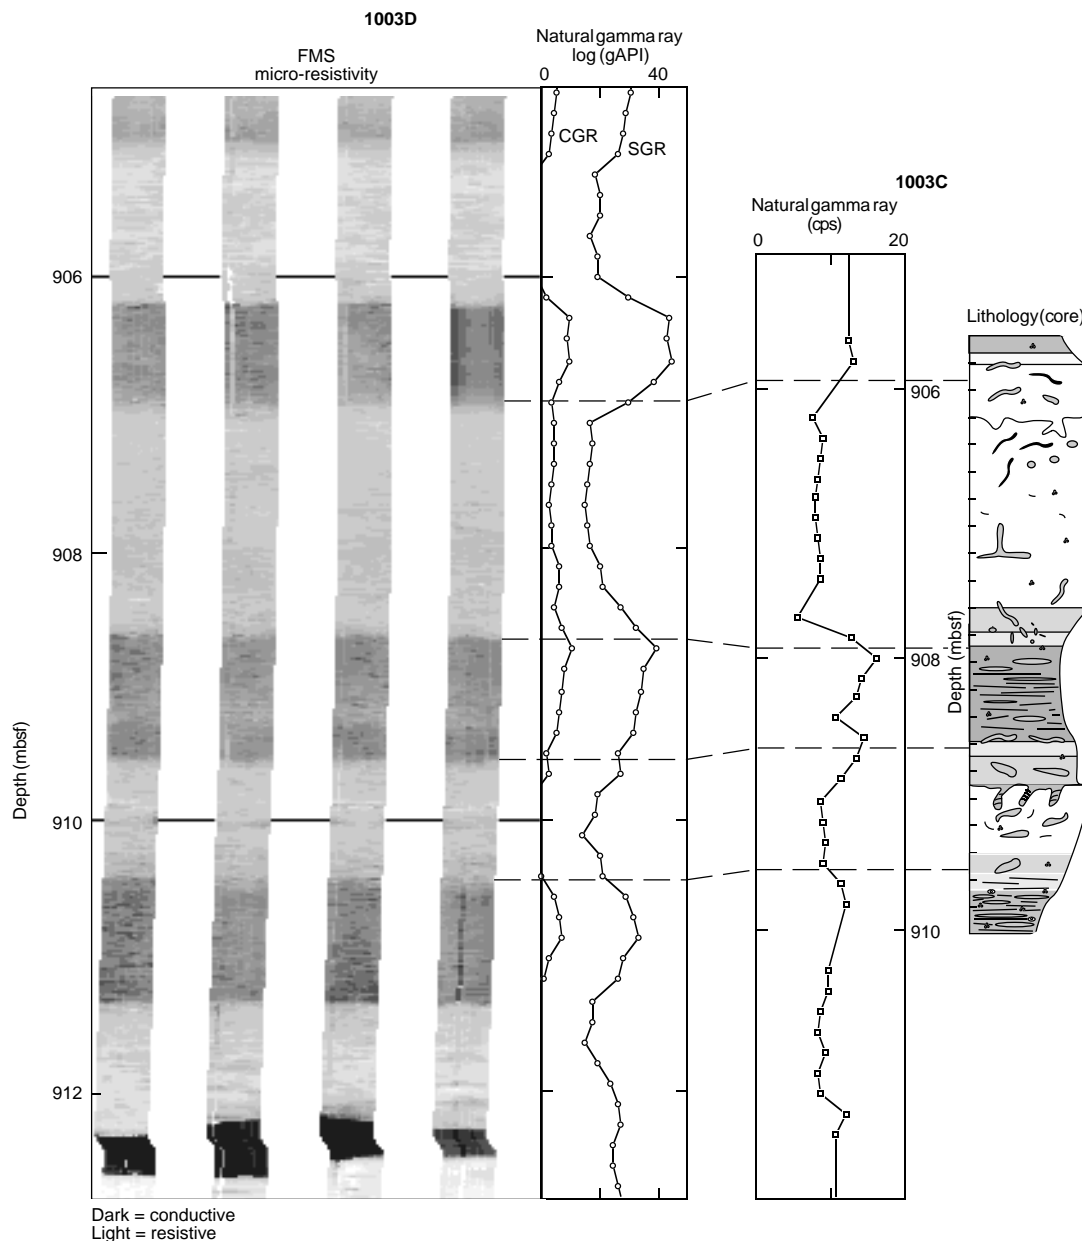 1003D
FMS
micro-resistivity
Natural gamma ray
log (gAPI)
0 40
CGR
SGR
1003C
Natural gamma ray
(cps)
0 20
Lithology (core)
906
908
910
912
Depth (mbsf)
906
908
910
Depth (mbsf)
Dark = conductive
Light = resistive